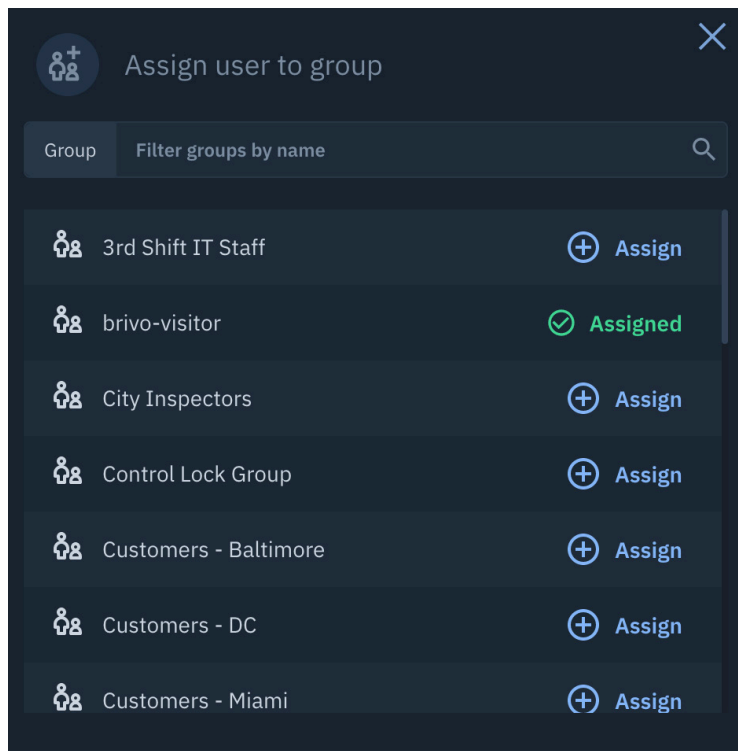 Assign user to group
Group Filter groups by name
3rd Shift IT Staff Assign
brivo-visitor Assigned
City Inspectors Assign
Control Lock Group Assign
Customers - Baltimore Assign
Customers - DC Assign
Customers - Miami Assign